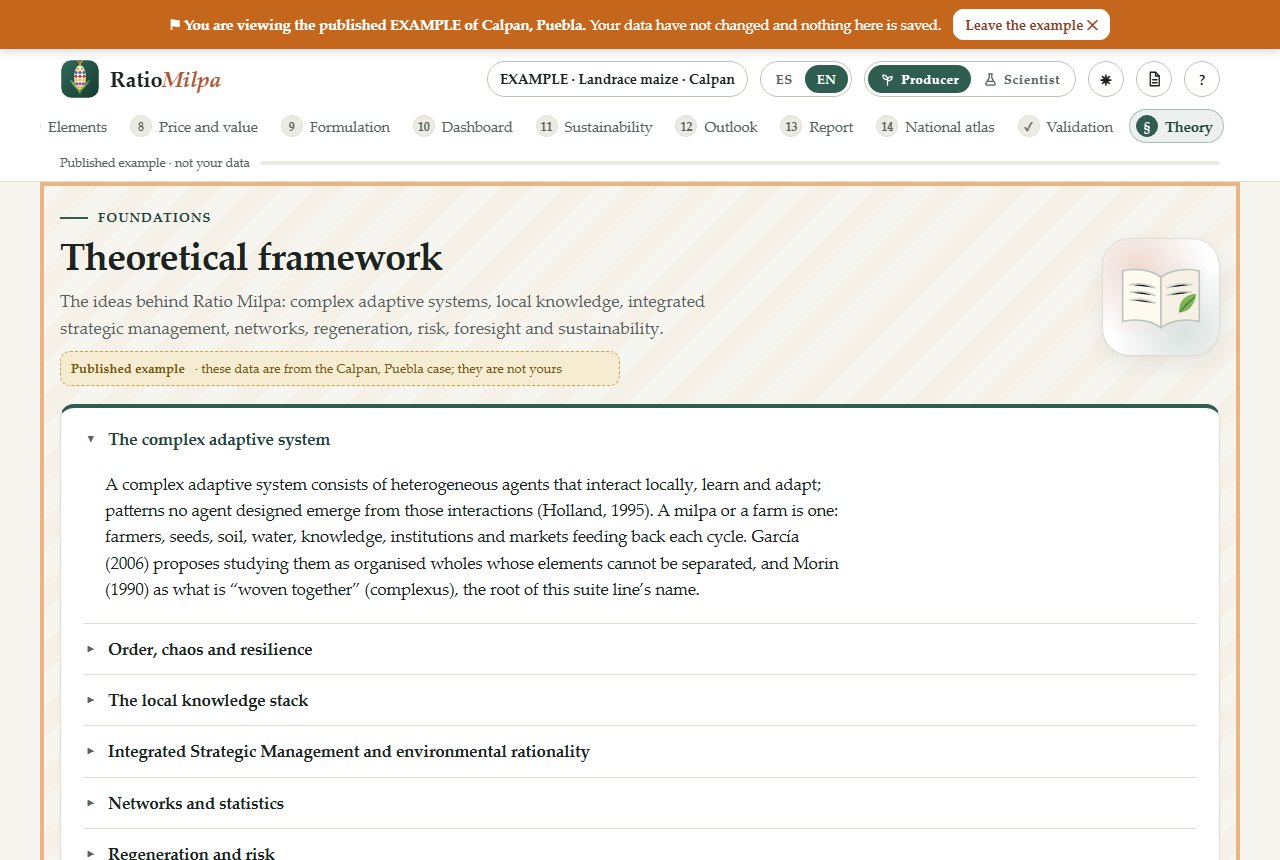 ⚑ You are viewing the published EXAMPLE of Calpan, Puebla. Your data have not changed and nothing here is saved. Leave the example ✕
RatioMilpa
EXAMPLE · Landrace maize · Calpan
ES EN
Producer Scientist
?
Elements 8 Price and value 9 Formulation 10 Dashboard 11 Sustainability 12 Outlook 13 Report 14 National atlas ✓ Validation § Theory
Published example · not your data
FOUNDATIONS
Theoretical framework
The ideas behind Ratio Milpa: complex adaptive systems, local knowledge, integrated
strategic management, networks, regeneration, risk, foresight and sustainability.
Published example · these data are from the Calpan, Puebla case; they are not yours
▾ The complex adaptive system
A complex adaptive system consists of heterogeneous agents that interact locally, learn and adapt;
patterns no agent designed emerge from those interactions (Holland, 1995). A milpa or a farm is one:
farmers, seeds, soil, water, knowledge, institutions and markets feeding back each cycle. García
(2006) proposes studying them as organised wholes whose elements cannot be separated, and Morin
(1990) as what is “woven together” (complexus), the root of this suite line’s name.
▸ Order, chaos and resilience
▸ The local knowledge stack
▸ Integrated Strategic Management and environmental rationality
▸ Networks and statistics
▸ Regeneration and risk